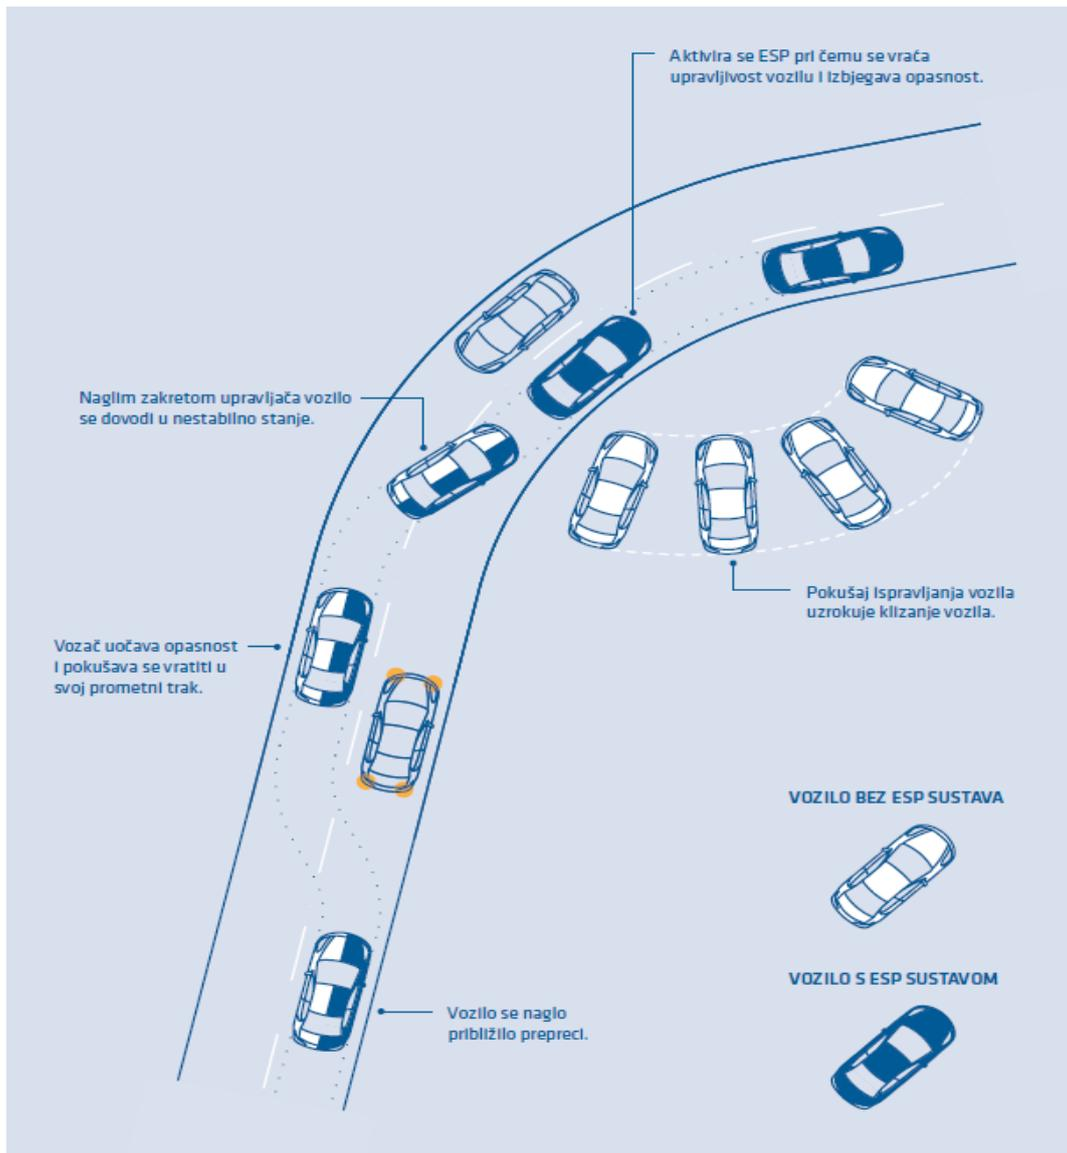 Aktivira se ESP pri čemu se vraća
upravljivost vozilu i izbjegava opasnost.
Naglim zakretom upravljača vozilo
se dovodi u nestabilno stanje.
Pokušaj ispravljanja vozila
uzrokuje klizanje vozila.
Vozač uočava opasnost
i pokušava se vratiti u
svoj prometni trak.
VOZILO BEZ ESP SUSTAVA
VOZILO S ESP SUSTAVOM
Vozilo se naglo
približilo prepreci.